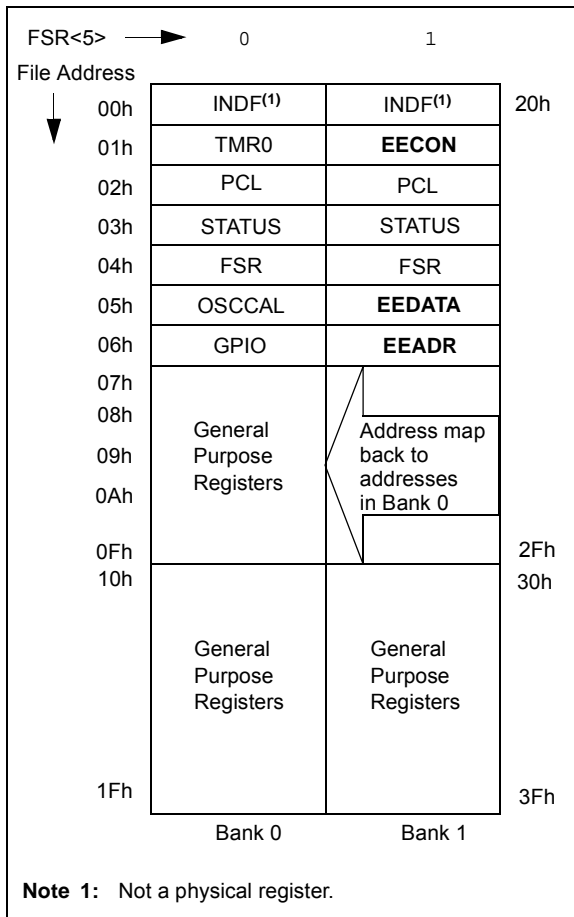 FSR<5> 0 1
File Address
00h INDF(1) INDF(1) 20h
01h TMR0 EECON
02h PCL PCL
03h STATUS STATUS
04h FSR FSR
05h OSCCAL EEDATA
06h GPIO EEADR
07h
08h
09h
0Ah
0Fh
General
Purpose
Registers
Address map
back to
addresses
in Bank 0
2Fh
10h
30h
General
Purpose
Registers
General
Purpose
Registers
1Fh
3Fh
Bank 0 Bank 1
Note 1: Not a physical register.